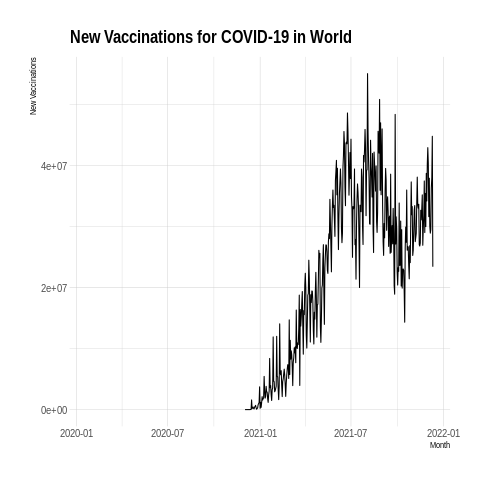 New Vaccinations for COVID-19 in World
New Vaccinations
4e+07
2e+07
0e+00
2020-01 2020-07 2021-01 2021-07 2022-01
Month